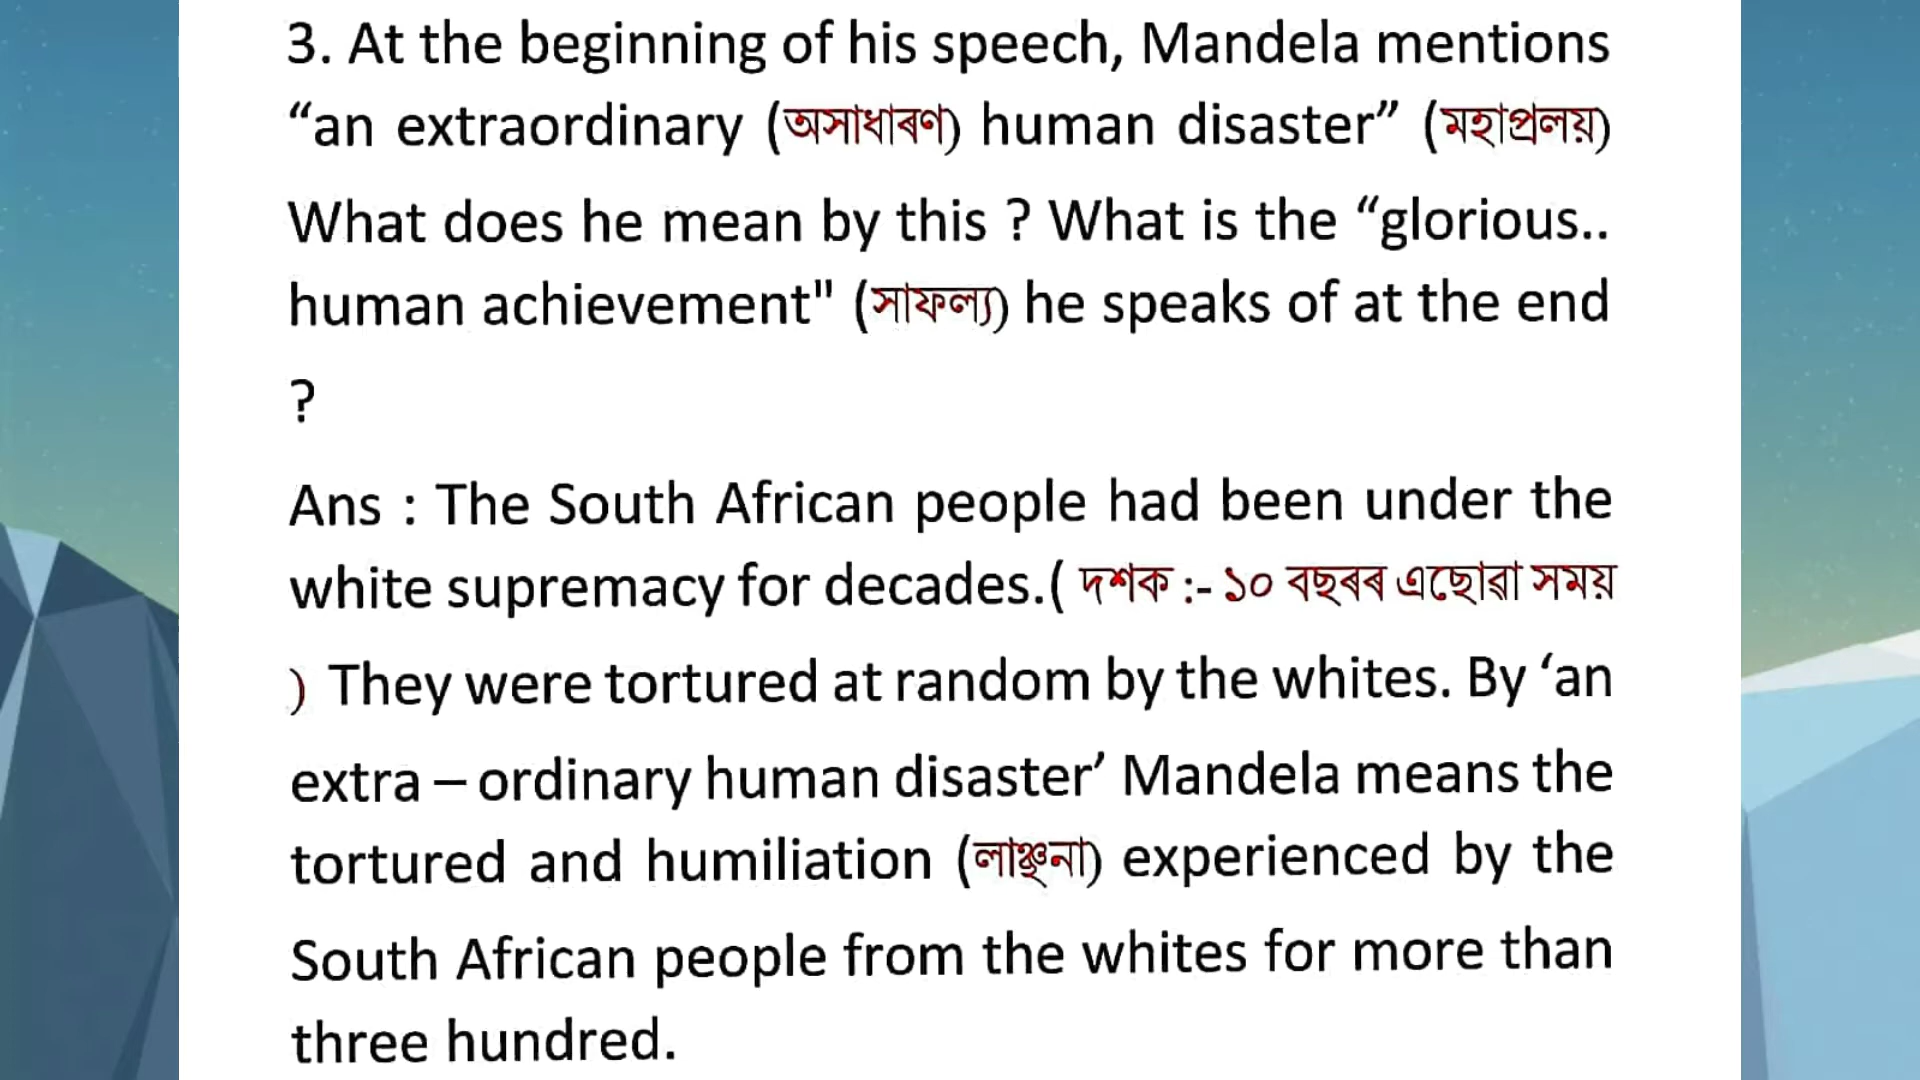 3. At the beginning of his speech, Mandela mentions
“an extraordinary (অসাধাৰণ) human disaster” (মহাপ্ৰলয়)
What does he mean by this ? What is the “glorious..
human achievement" (সাফল্য) he speaks of at the end
?
Ans : The South African people had been under the
white supremacy for decades.( দশক :- ১০ বছৰৰ এছোৱা সময়
) They were tortured at random by the whites. By ‘an
extra – ordinary human disaster’ Mandela means the
tortured and humiliation (লাঞ্চনা) experienced by the
South African people from the whites for more than
three hundred.